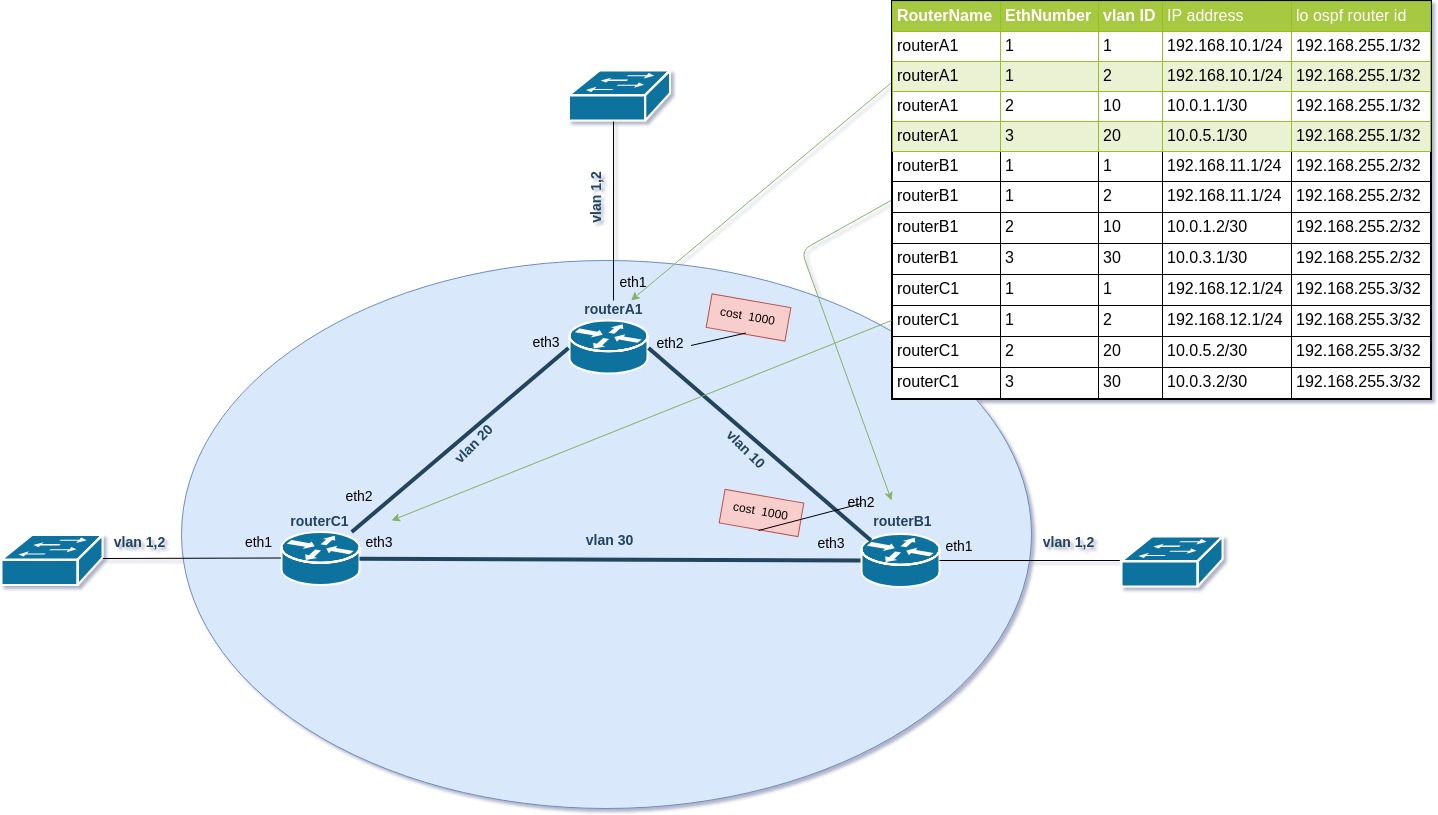 RouterName EthNumber vlan ID IP address lo ospf router id
routerA1 1 1 192.168.10.1/24 192.168.255.1/32
routerA1 1 2 192.168.10.1/24 192.168.255.1/32
routerA1 2 10 10.0.1.1/30 192.168.255.1/32
routerA1 3 20 10.0.5.1/30 192.168.255.1/32
routerB1 1 1 192.168.11.1/24 192.168.255.2/32
routerB1 1 2 192.168.11.1/24 192.168.255.2/32
routerB1 2 10 10.0.1.2/30 192.168.255.2/32
routerB1 3 30 10.0.3.1/30 192.168.255.2/32
routerC1 1 1 192.168.12.1/24 192.168.255.3/32
routerC1 1 2 192.168.12.1/24 192.168.255.3/32
routerC1 2 20 10.0.5.2/30 192.168.255.3/32
routerC1 3 30 10.0.3.2/30 192.168.255.3/32
vlan 1,2
eth1
routerA1
cost 1000
eth3
eth2
vlan 20
vlan 10
eth2
cost 1000
eth2
routerC1
routerB1
vlan 1,2
eth1
eth3
vlan 30
eth3
eth1
vlan 1,2